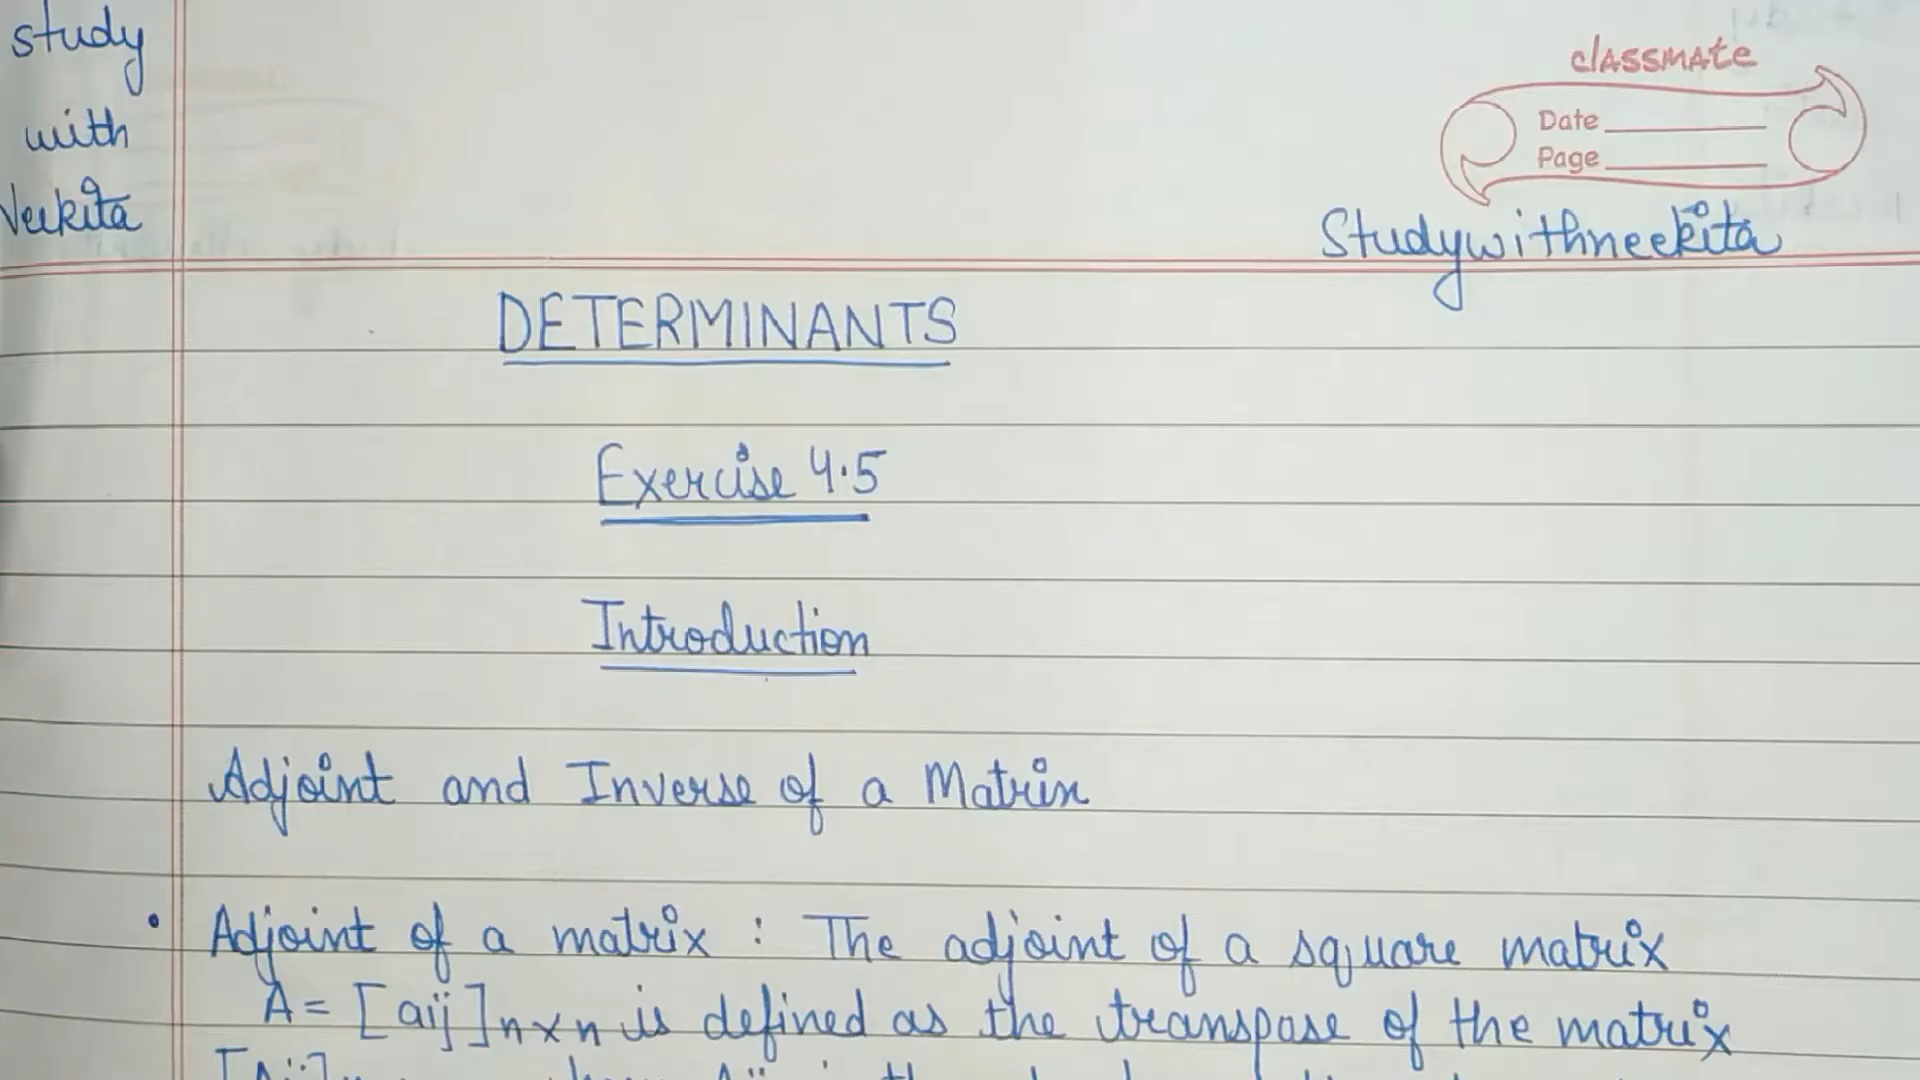 study
with
Neekita
classmate
Date
Page
Studywithneekita
DETERMINANTS
Exercise 4.5
Introduction
Adjoint and Inverse of a Matrix
• Adjoint of a matrix : The adjoint of a square matrix
A = [aij]n×n is defined as the transpose of the matrix